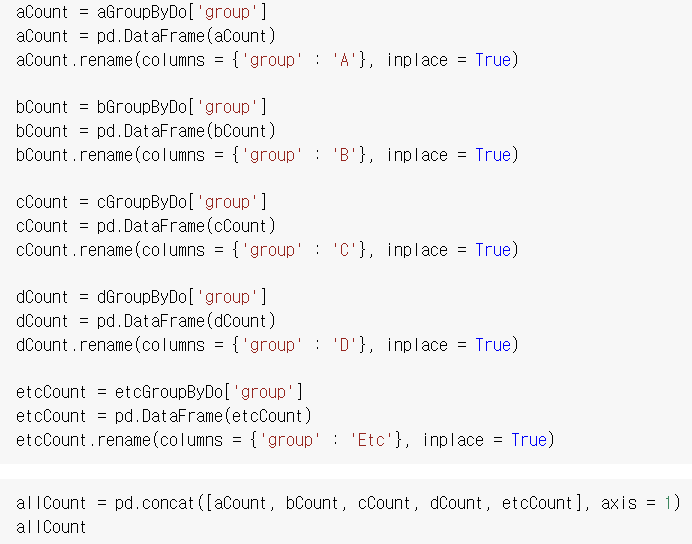 aCount = aGroupByDo['group']
aCount = pd.DataFrame(aCount)
aCount.rename(columns = {'group' : 'A'}, inplace = True)
bCount = bGroupByDo['group']
bCount = pd.DataFrame(bCount)
bCount.rename(columns = {'group' : 'B'}, inplace = True)
cCount = cGroupByDo['group']
cCount = pd.DataFrame(cCount)
cCount.rename(columns = {'group' : 'C'}, inplace = True)
dCount = dGroupByDo['group']
dCount = pd.DataFrame(dCount)
dCount.rename(columns = {'group' : 'D'}, inplace = True)
etcCount = etcGroupByDo['group']
etcCount = pd.DataFrame(etcCount)
etcCount.rename(columns = {'group' : 'Etc'}, inplace = True)
allCount = pd.concat([aCount, bCount, cCount, dCount, etcCount], axis = 1)
allCount